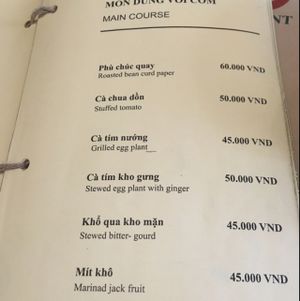 MÓN DÙNG VỚI CƠM
MAIN COURSE
Phù chúc quay 60.000 VND
Roasted bean curd paper
Cà chua dồn 50.000 VND
Stuffed tomato
Cà tím nướng 45.000 VND
Grilled egg plant__
Cà tím kho gừng 50.000 VND
Stewed egg plant with ginger
Khổ qua kho mặn 45.000 VND
Stewed bitter- gourd
Mít khô 45.000 VND
Marinad jack fruit
NT